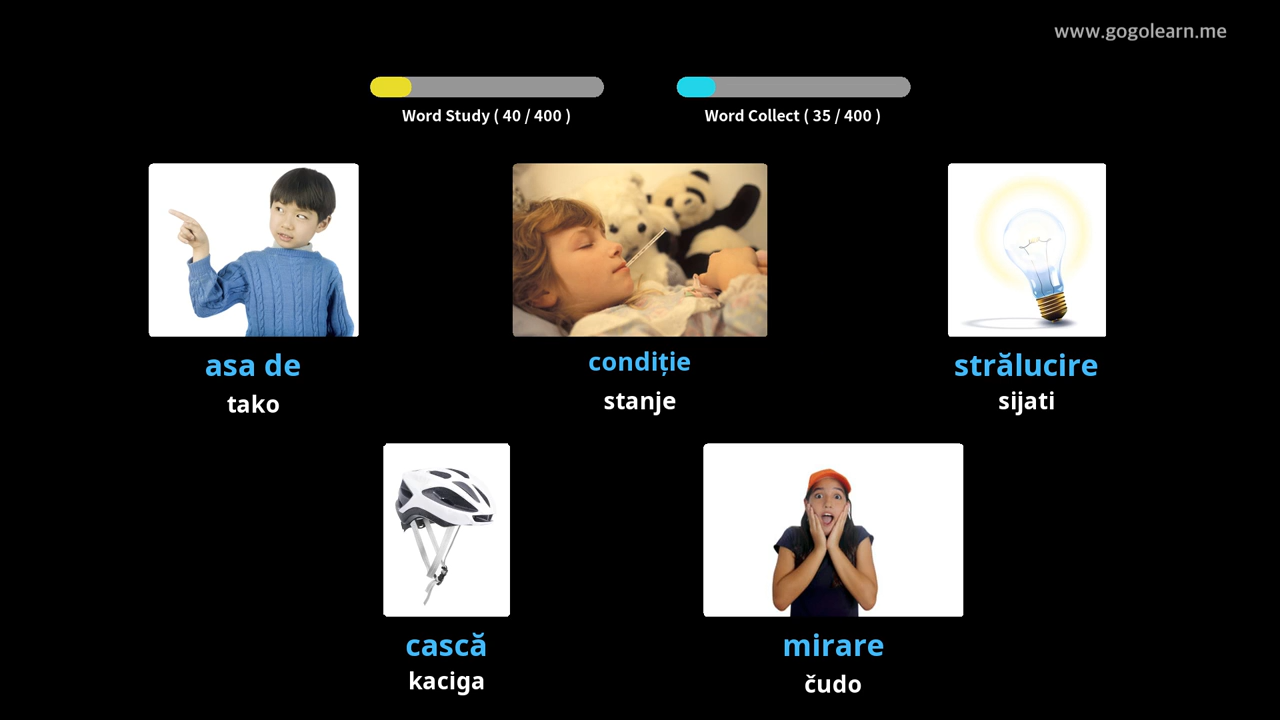 www.gogolearn.me
Word Study ( 40 / 400 )
Word Collect ( 35 / 400 )
asa de
tako
condiție
stanje
strălucire
sijati
cască
kaciga
mirare
čudo